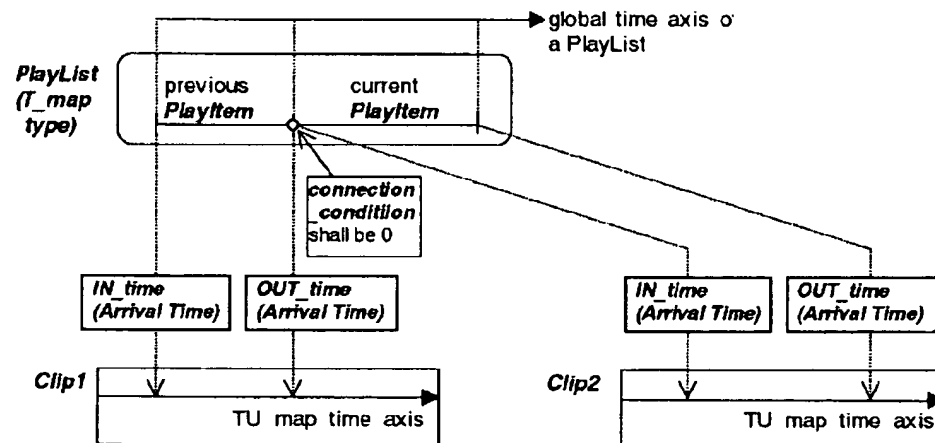 global time axis o
a PlayList
PlayList
(T_map
type)
previous
PlayItem
current
PlayItem
connection
_condition
shall be 0
IN_time
(Arrival Time)
OUT_time
(Arrival Time)
IN_time
(Arrival Time)
OUT_time
(Arrival Time)
Clip1
TU map time axis
Clip2
TU map time axis